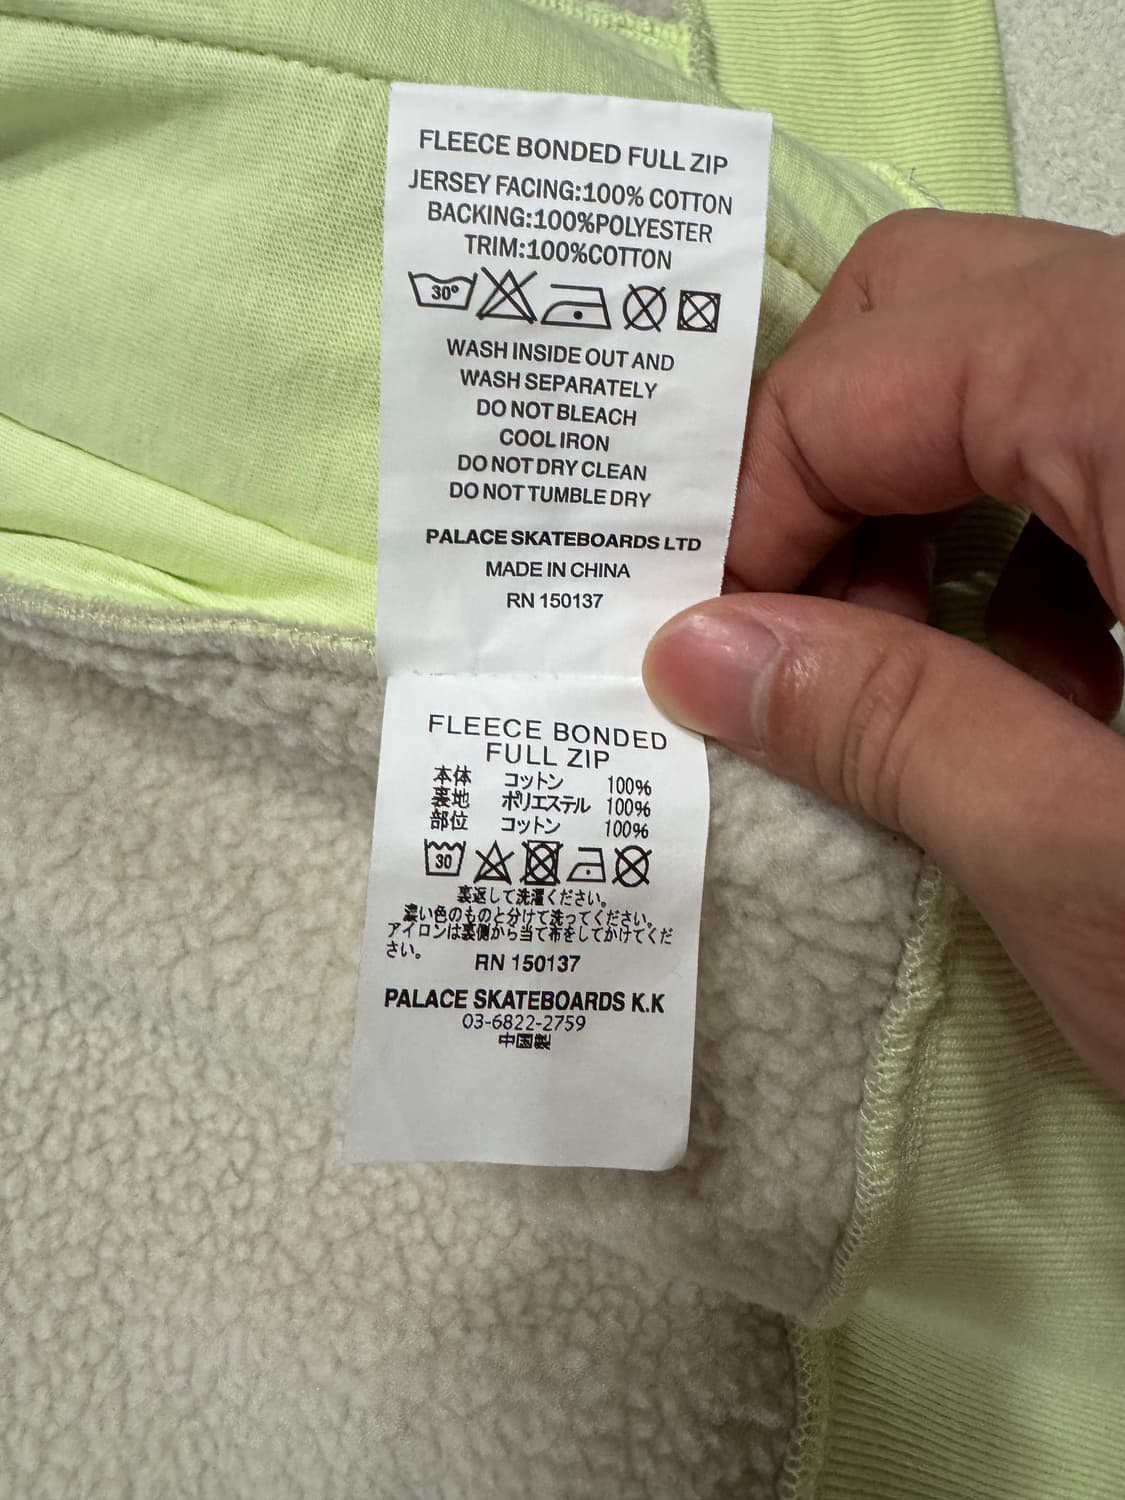 FLEECE BONDED FULL ZIP
JERSEY FACING:100% COTTON
BACKING:100%POLYESTER
TRIM:100%COTTON
30°
WASH INSIDE OUT AND
WASH SEPARATELY
DO NOT BLEACH
COOL IRON
DO NOT DRY CLEAN
DO NOT TUMBLE DRY
PALACE SKATEBOARDS LTD
MADE IN CHINA
RN 150137
FLEECE BONDED
FULL ZIP
本体 コットン 100%
裏地 ポリエステル 100%
部位 コットン 100%
30
裏返して洗濯ください。
濃い色のものと分けて洗ってください。
アイロンは裏側から当て布をしてかけてくだ
さい。
RN 150137
PALACE SKATEBOARDS K.K
03-6822-2759
中国製